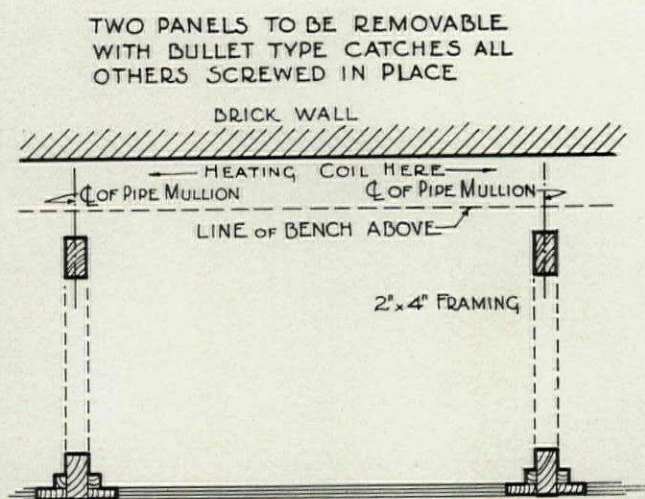 TWO PANELS TO BE REMOVABLE
WITH BULLET TYPE CATCHES ALL
OTHERS SCREWED IN PLACE
BRICK WALL
HEATING COIL HERE
℄ OF PIPE MULLION
℄ OF PIPE MULLION
LINE OF BENCH ABOVE
2"x4" FRAMING